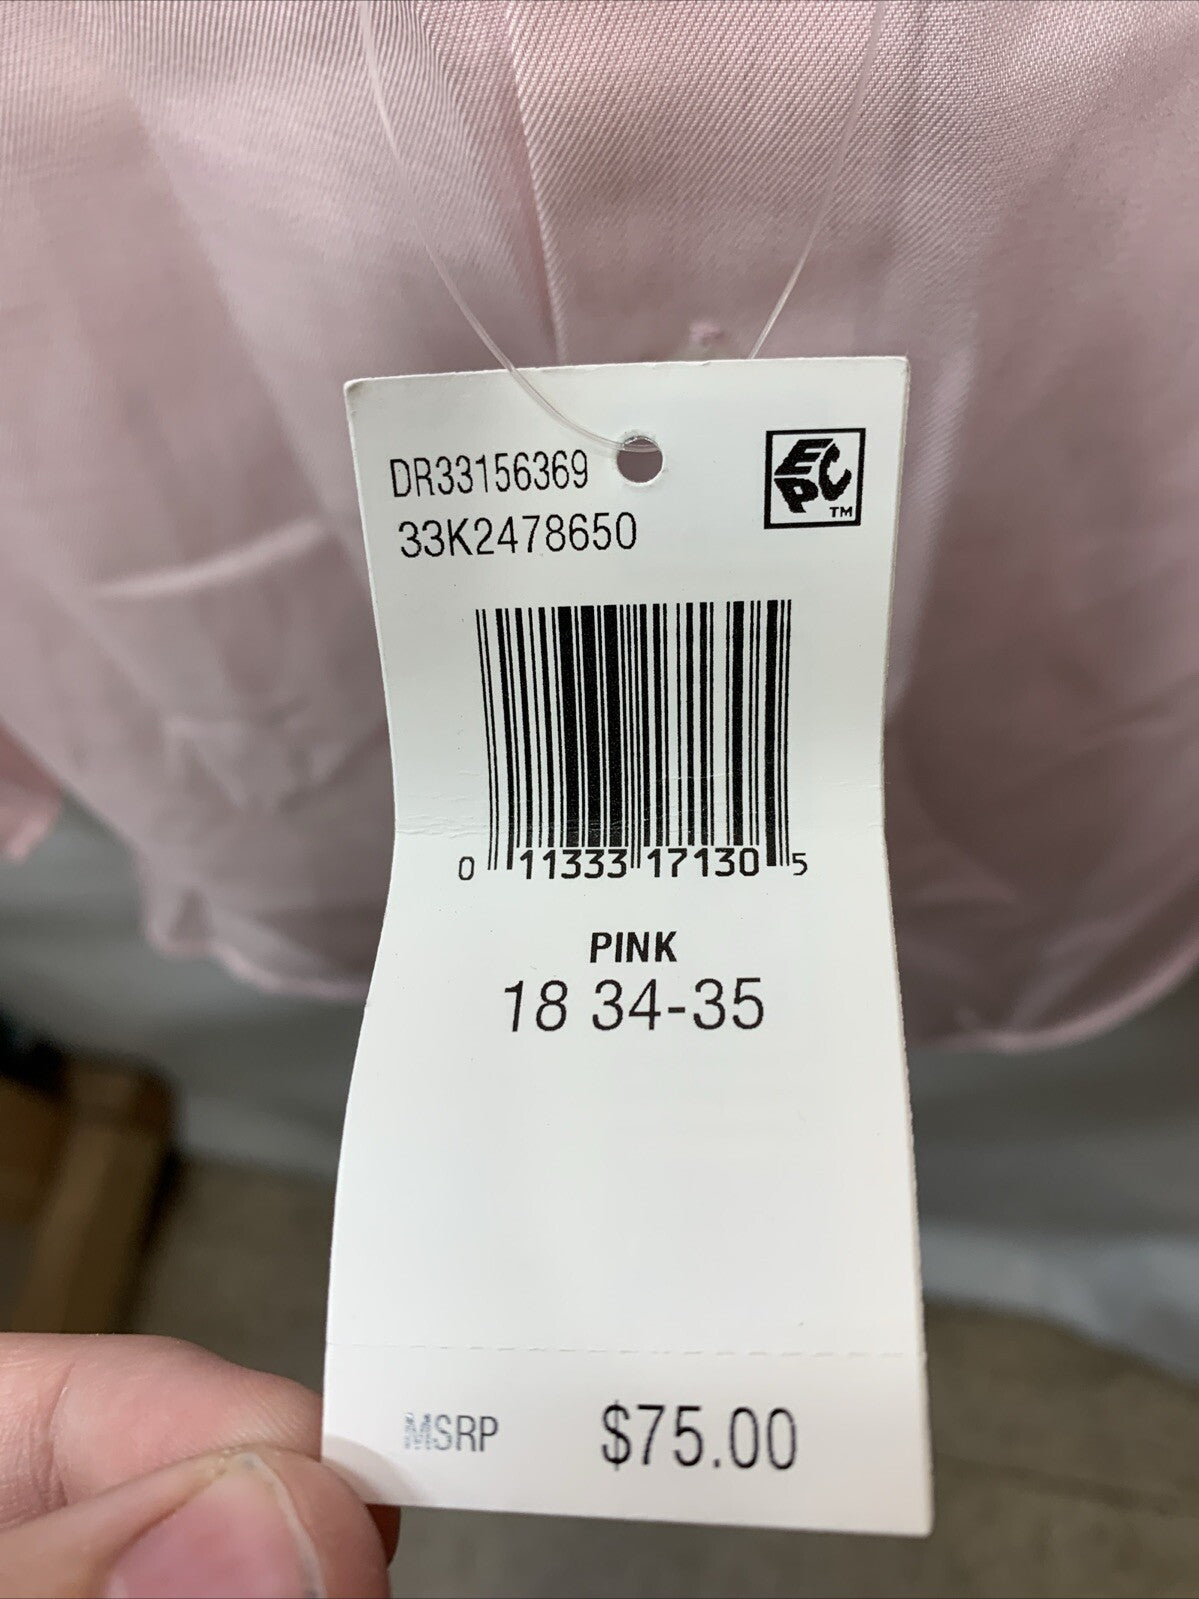 DR33156369
33K2478650
EPC
TM
0 11333 17130 5
PINK
18 34-35
MSRP $75.00